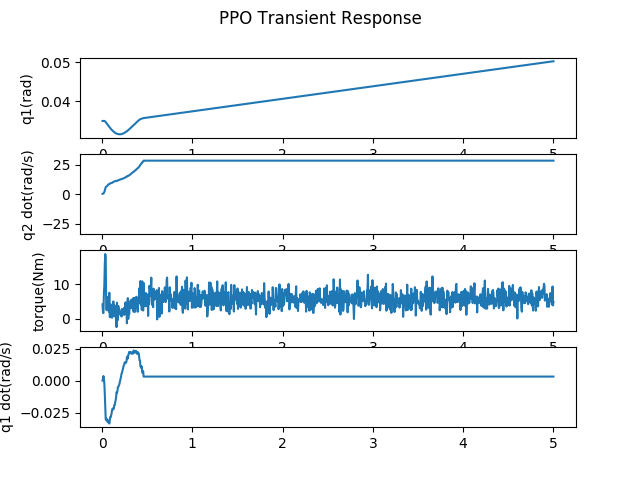 PPO Transient Response
q1(rad)
0.05
0.04
0 1 2 3 4 5
q2 dot(rad/s)
25
0
−25
0 1 2 3 4 5
torque(Nm)
10
0
0 1 2 3 4 5
q1 dot(rad/s)
0.025
0.000
−0.025
0 1 2 3 4 5